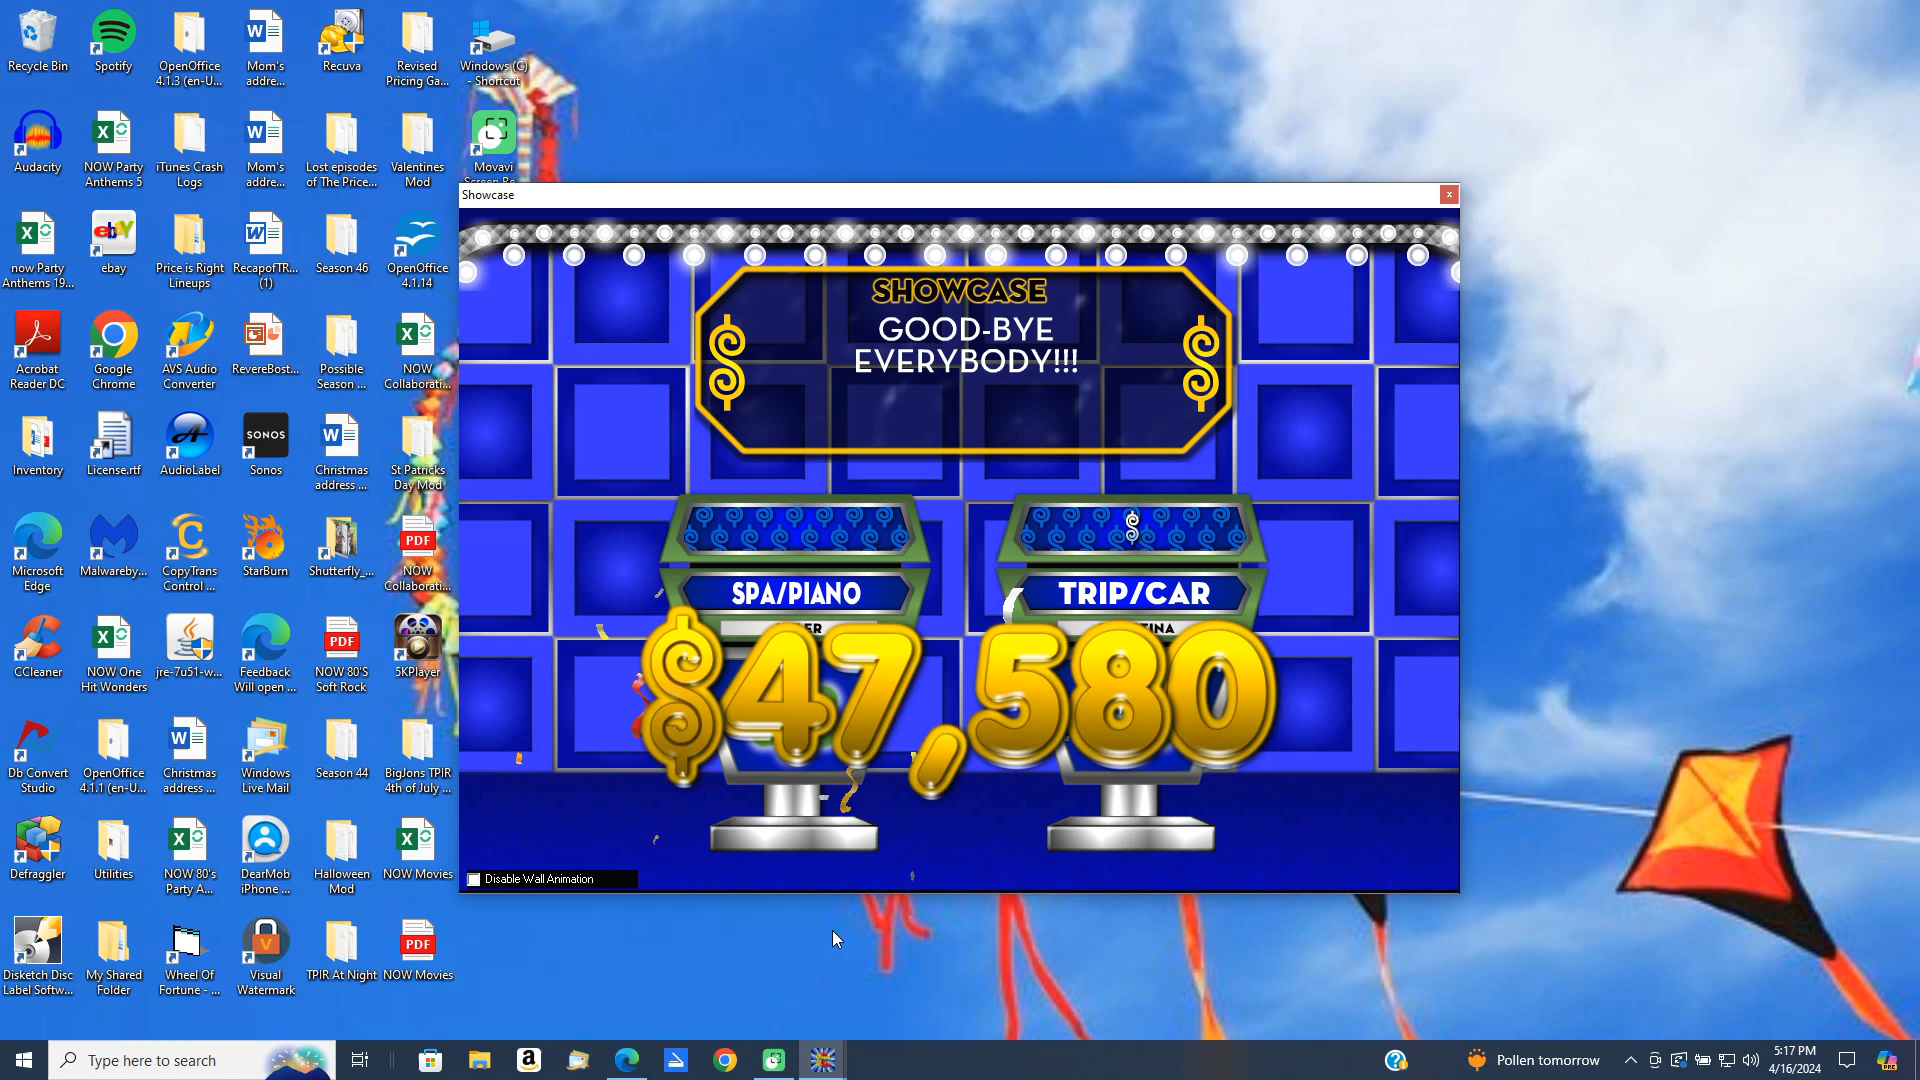 Recycle Bin
Spotify
OpenOffice
4.1.3 (en-U...
Mom's
addre...
Recuva
Revised
Pricing Ga...
Windows (C)
- Shortcut
Audacity
NOW Party
Anthems 5
iTunes Crash
Logs
Mom's
addre...
Lost episodes
of The Price...
Valentines
Mod
Movavi
Screen Re...
now Party
Anthems 19...
ebay
Price is Right
Lineups
RecapofTR...
(1)
Season 46
OpenOffice
4.1.14
Acrobat
Reader DC
Google
Chrome
AVS Audio
Converter
RevereBost...
Possible
Season ...
NOW
Collaborati...
Inventory
License.rtf
AudioLabel
SONOS
Sonos
Christmas
address ...
St Patricks
Day Mod
Microsoft
Edge
Malwareby...
CopyTrans
Control ...
StarBurn
Shutterfly_...
PDF
NOW
Collaborati...
CCleaner
NOW One
Hit Wonders
jre-7u51-w...
Feedback
Will open ...
PDF
NOW 80'S
Soft Rock
5KPlayer
Db Convert
Studio
OpenOffice
4.1.1 (en-U...
Christmas
address ...
Windows
Live Mail
Season 44
BigJons TPIR
4th of July ...
Defraggler
Utilities
NOW 80's
Party A...
DearMob
iPhone ...
Halloween
Mod
NOW Movies
Disketch Disc
Label Softw...
My Shared
Folder
Wheel Of
Fortune - ...
Visual
Watermark
TPIR At Night
PDF
NOW Movies
Showcase
x
SHOWCASE
GOOD-BYE
EVERYBODY!!!
SPA/PIANO
TRIP/CAR
$47,580
Disable Wall Animation
Type here to search
Pollen tomorrow
5:17 PM
4/16/2024